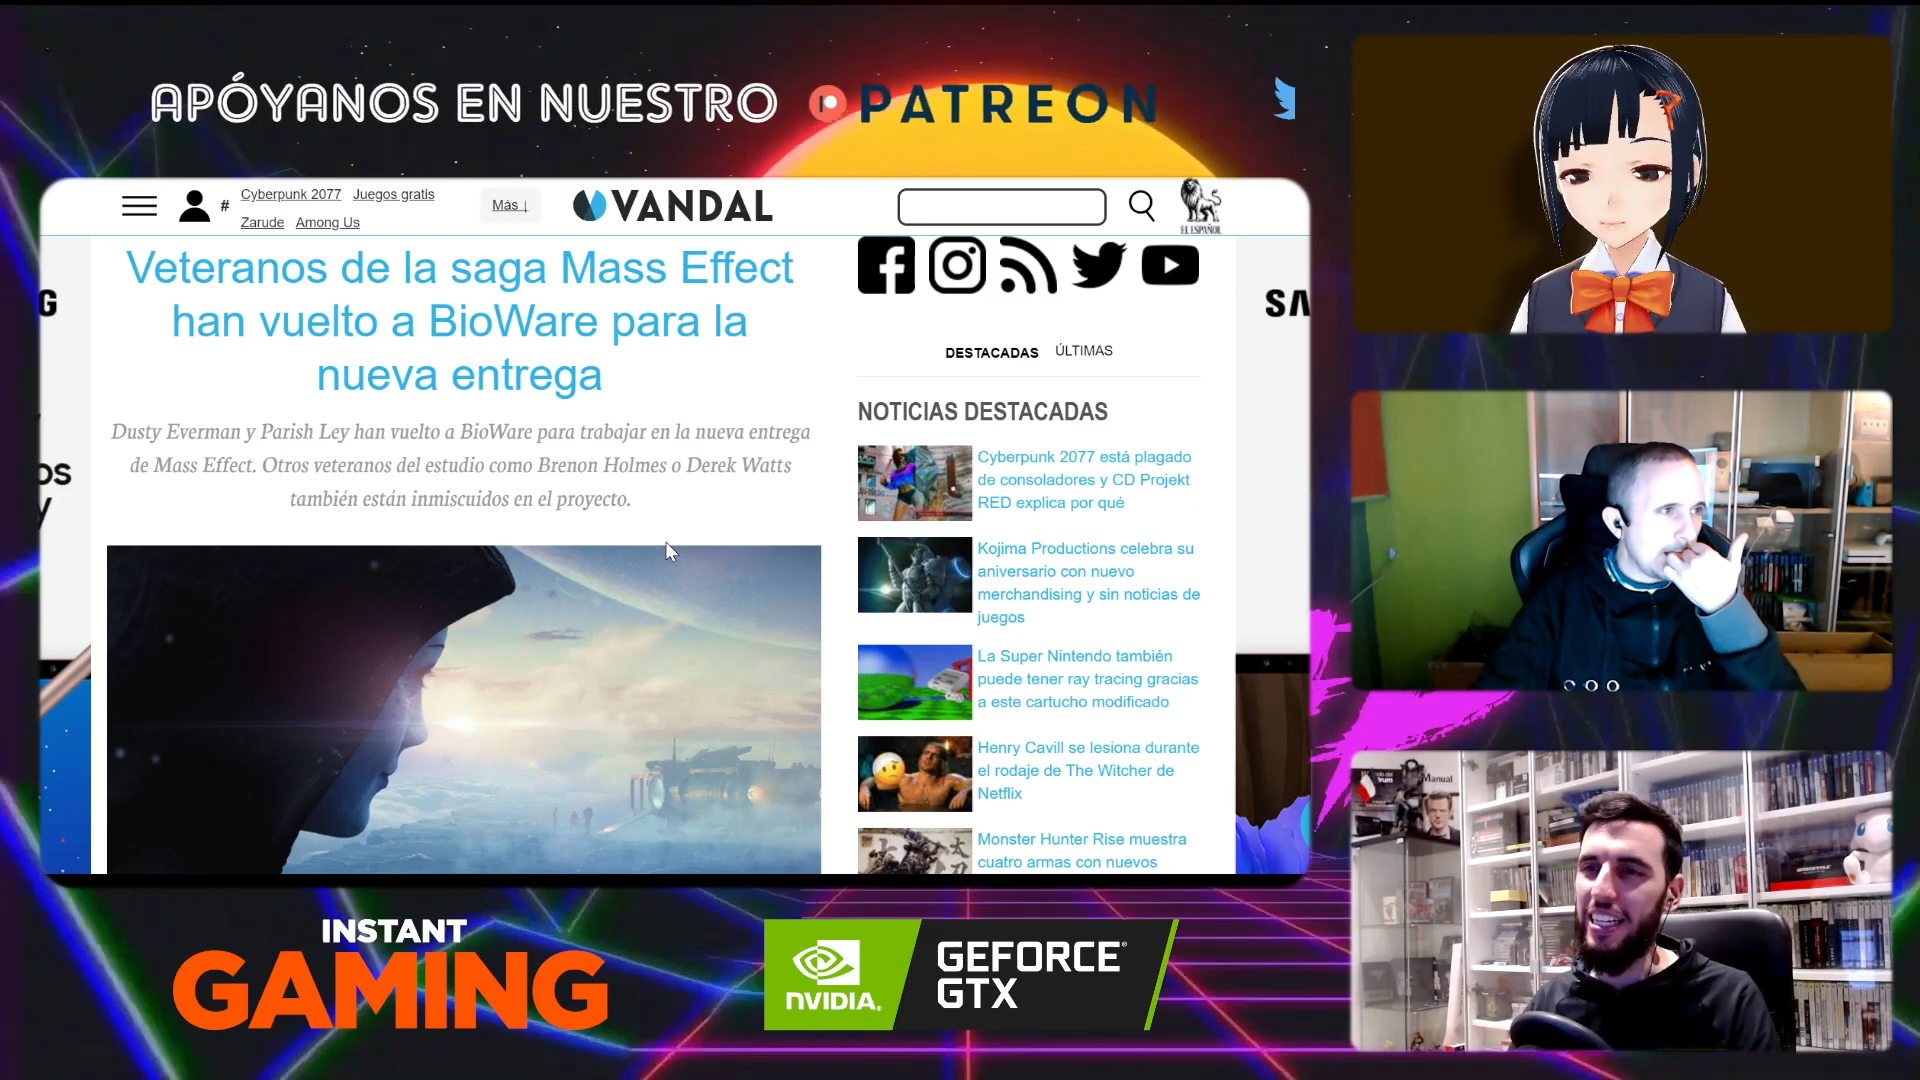 APÓYANOS EN NUESTRO PATREON
# Cyberpunk 2077 Juegos gratis
Zarude Among Us
Más ↓
VANDAL
EL ESPAÑOL
Veteranos de la saga Mass Effect
han vuelto a BioWare para la
nueva entrega
Dusty Everman y Parish Ley han vuelto a BioWare para trabajar en la nueva entrega
de Mass Effect. Otros veteranos del estudio como Brenon Holmes o Derek Watts
también están inmiscuidos en el proyecto.
DESTACADAS ÚLTIMAS
NOTICIAS DESTACADAS
Cyberpunk 2077 está plagado
de consoladores y CD Projekt
RED explica por qué
Kojima Productions celebra su
aniversario con nuevo
merchandising y sin noticias de
juegos
La Super Nintendo también
puede tener ray tracing gracias
a este cartucho modificado
Henry Cavill se lesiona durante
el rodaje de The Witcher de
Netflix
Monster Hunter Rise muestra
cuatro armas con nuevos
INSTANT
GAMING
NVIDIA.
GEFORCE
GTX
Manual